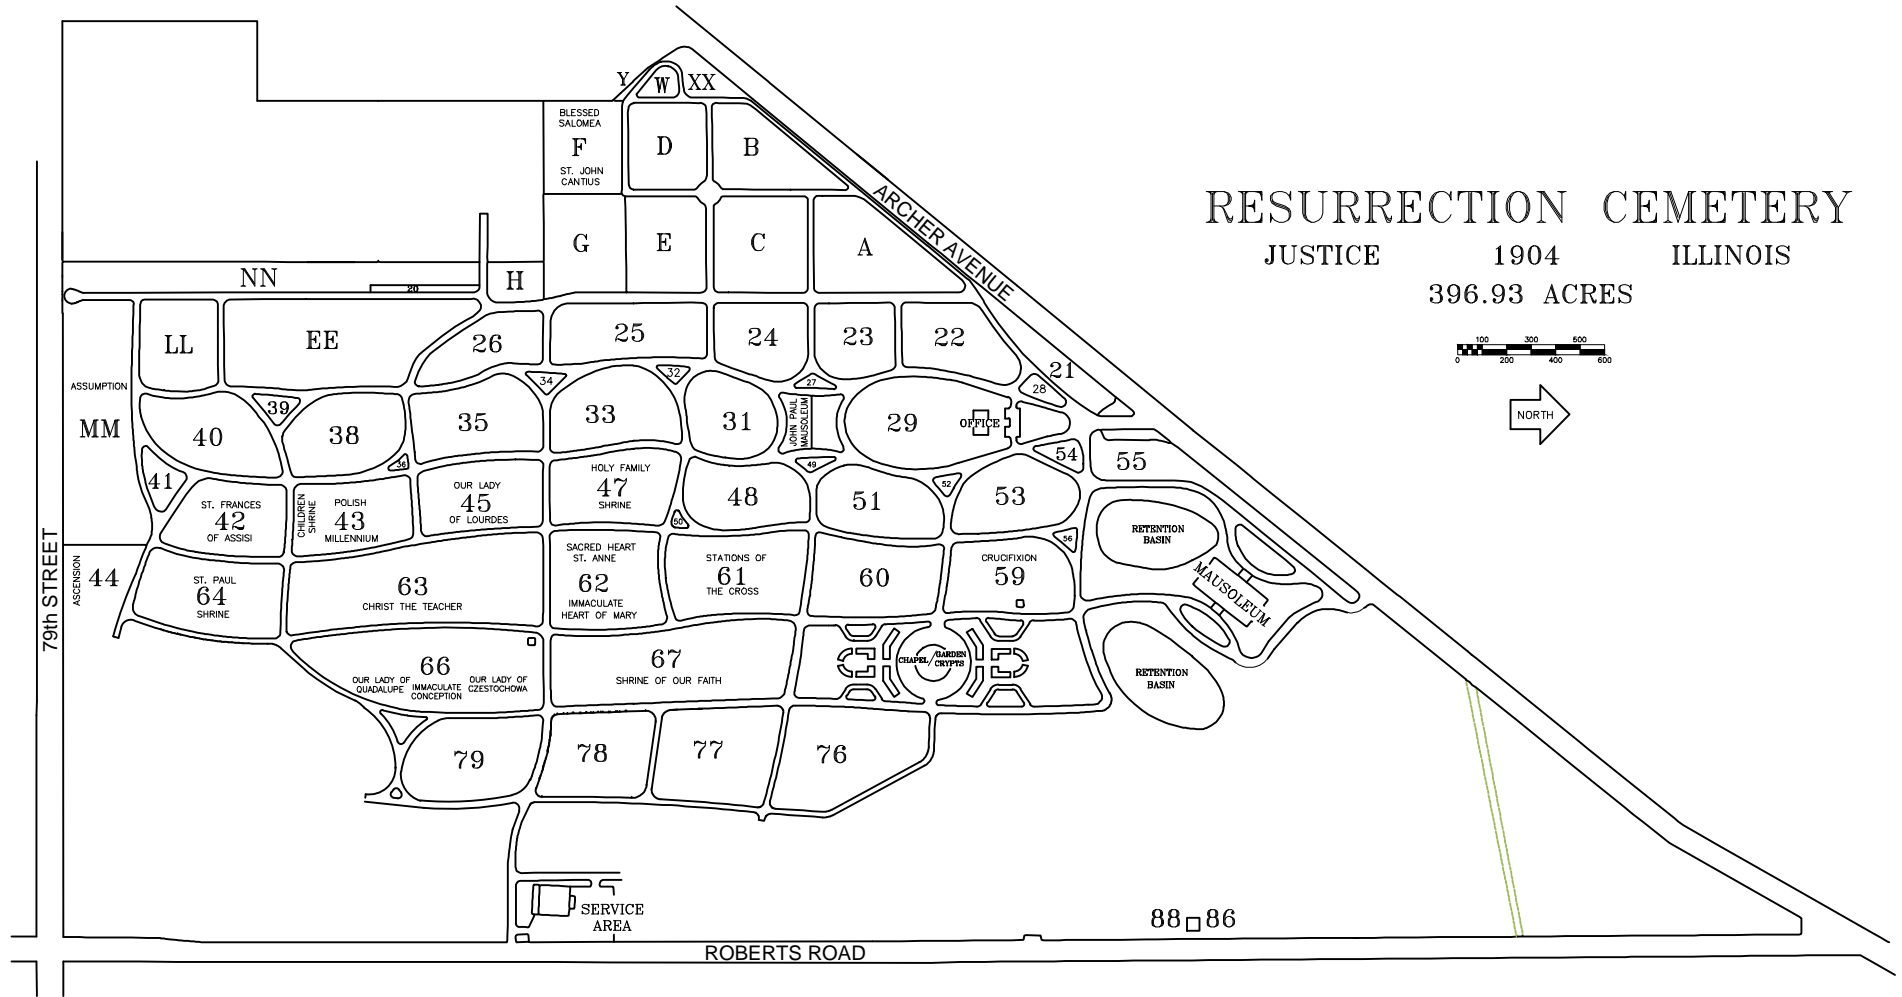 RESURRECTION CEMETERY
JUSTICE 1904 ILLINOIS
396.93 ACRES
100 300 500
0 200 400 600
NORTH
Y W XX
BLESSED
SALOMEA
F
ST. JOHN
CANTIUS
D B
ARCHER AVENUE
G E C A
NN 20 H
LL EE 26 25 24 23 22 21
34 32 27 28
ASSUMPTION
MM
39
40 38 35 33 31
JOHN PAUL
MAUSOLEUM
29 OFFICE
36 49 54 55
41
ST. FRANCES
42
OF ASSISI
CHILDREN
SHRINE
POLISH
43
MILLENNIUM
OUR LADY
45
OF LOURDES
HOLY FAMILY
47
SHRINE
50
48 51 52 53
56
RETENTION
BASIN
MAUSOLEUM
79th STREET
ASCENSION
44
ST. PAUL
64
SHRINE
63
CHRIST THE TEACHER
SACRED HEART
ST. ANNE
62
IMMACULATE
HEART OF MARY
STATIONS OF
61
THE CROSS
60
CRUCIFIXION
59
66
OUR LADY OF
QUADALUPE
IMMACULATE
CONCEPTION
OUR LADY OF
CZESTOCHOWA
67
SHRINE OF OUR FAITH
CHAPEL
GARDEN
CRYPTS
RETENTION
BASIN
79 78 77 76
SERVICE
AREA
88 86
ROBERTS ROAD